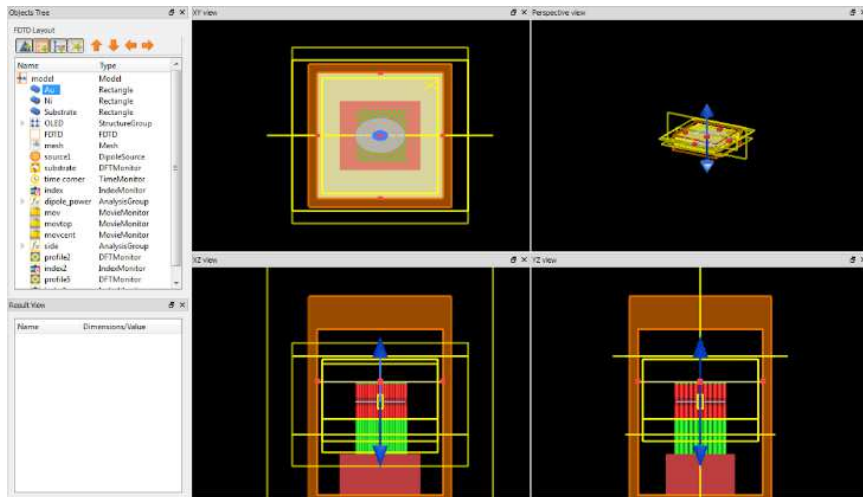 Objects Tree
XY view
Perspective view
FDTD Layout
Name Type
model Model
Au Rectangle
Ni Rectangle
Substrate Rectangle
OLED StructureGroup
FDTD FDTD
mesh Mesh
source1 DipoleSource
substrate DFTMonitor
time corner TimeMonitor
index IndexMonitor
dipole_power AnalysisGroup
mov MovieMonitor
movtop MovieMonitor
movcent MovieMonitor
side AnalysisGroup
profile2 DFTMonitor
index2 IndexMonitor
profile5 DFTMonitor
XZ view
YZ view
Result View
Name Dimensions/Value